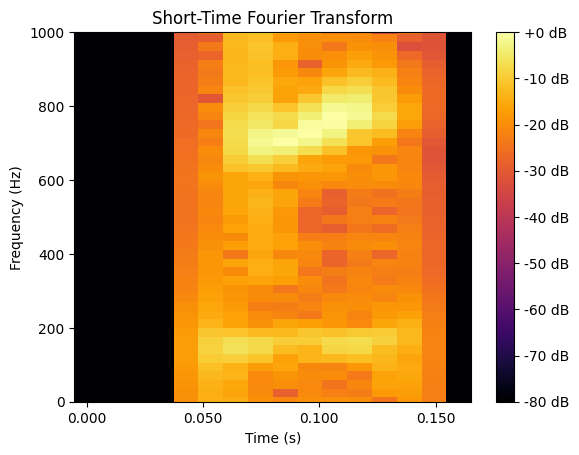 Short-Time Fourier Transform
1000
800
600
400
200
0
Frequency (Hz)
0.000
0.050
0.100
0.150
Time (s)
+0 dB
-10 dB
-20 dB
-30 dB
-40 dB
-50 dB
-60 dB
-70 dB
-80 dB